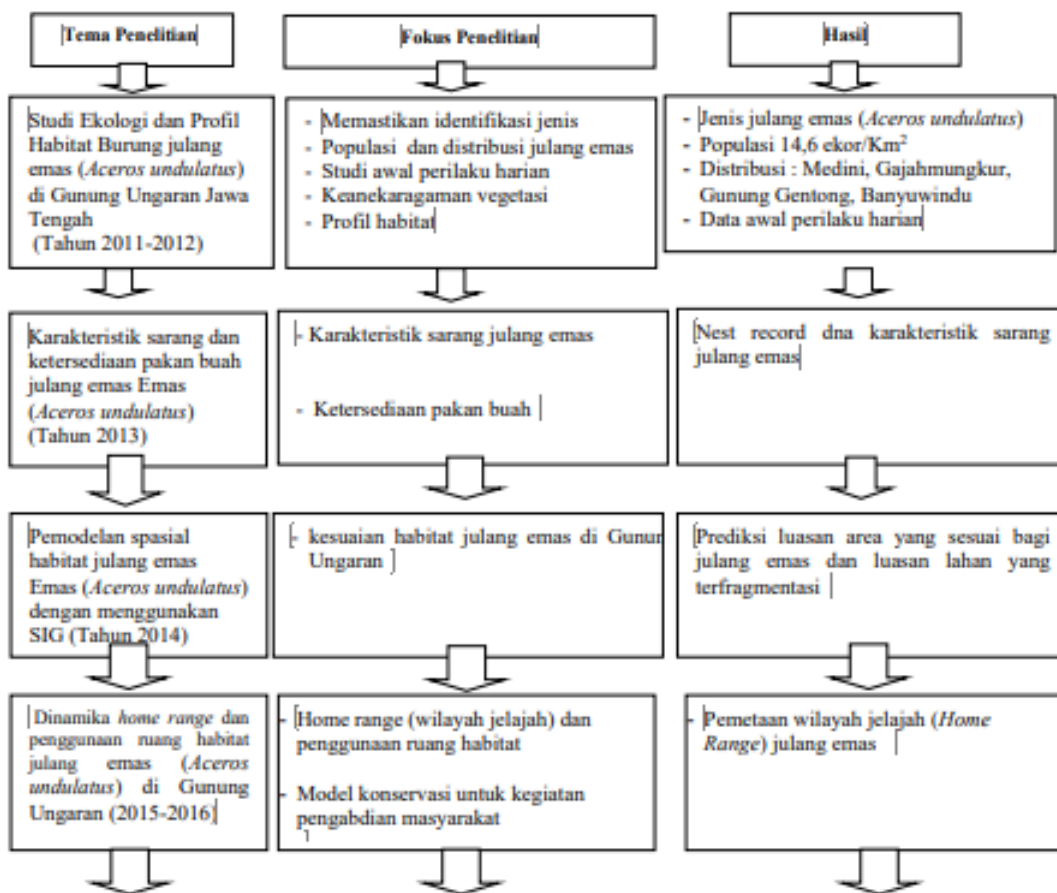 Tema Penelitian
Fokus Penelitian
Hasil
Studi Ekologi dan Profil
Habitat Burung julang
emas (Aceros undulatus)
di Gunung Ungaran Jawa
Tengah
(Tahun 2011-2012)
- Memastikan identifikasi jenis
- Populasi dan distribusi julang emas
- Studi awal perilaku harian
- Keanekaragaman vegetasi
- Profil habitat
- Jenis julang emas (Aceros undulatus)
- Populasi 14,6 ekor/Km²
- Distribusi : Medini, Gajahmungkur,
Gunung Gentong, Banyuwindu
- Data awal perilaku harian
Karakteristik sarang dan
ketersediaan pakan buah
julang emas Emas
(Aceros undulatus)
(Tahun 2013)
- Karakteristik sarang julang emas
- Ketersediaan pakan buah
Nest record dna karakteristik sarang
julang emas
Pemodelan spasial
habitat julang emas
Emas (Aceros undulatus)
dengan menggunakan
SIG (Tahun 2014)
- kesuaian habitat julang emas di Gunur
Ungaran
Prediksi luasan area yang sesuai bagi
julang emas dan luasan lahan yang
terfragmentasi
Dinamika home range dan
penggunaan ruang habitat
julang emas (Aceros
undulatus) di Gunung
Ungaran (2015-2016)
- Home range (wilayah jelajah) dan
penggunaan ruang habitat
- Model konservasi untuk kegiatan
pengabdian masyarakat
- Pemetaan wilayah jelajah (Home
Range) julang emas